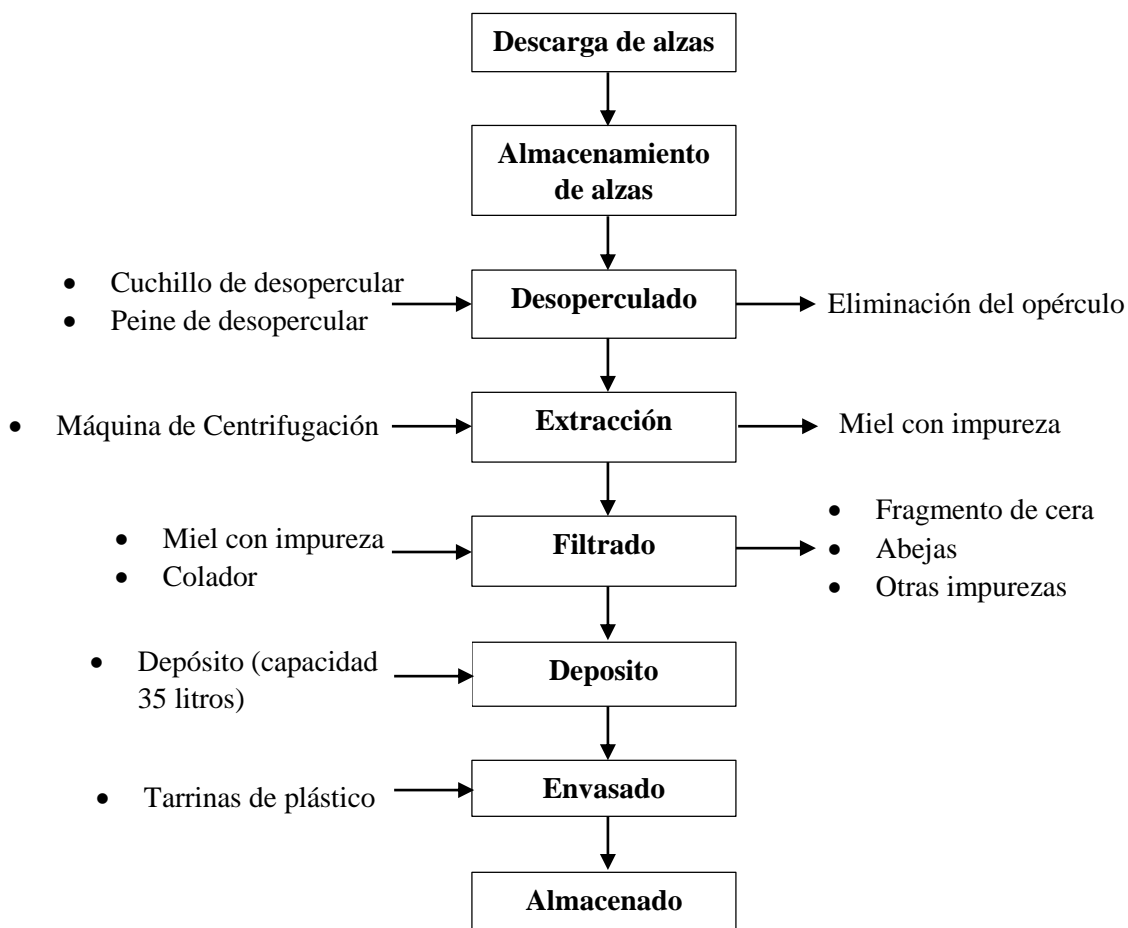 Descarga de alzas
Almacenamiento
de alzas
• Cuchillo de desopercular
• Peine de desopercular
Desoperculado
Eliminación del opérculo
• Máquina de Centrifugación
Extracción
Miel con impureza
• Miel con impureza
• Colador
Filtrado
• Fragmento de cera
• Abejas
• Otras impurezas
• Depósito (capacidad
35 litros)
Deposito
• Tarrinas de plástico
Envasado
Almacenado